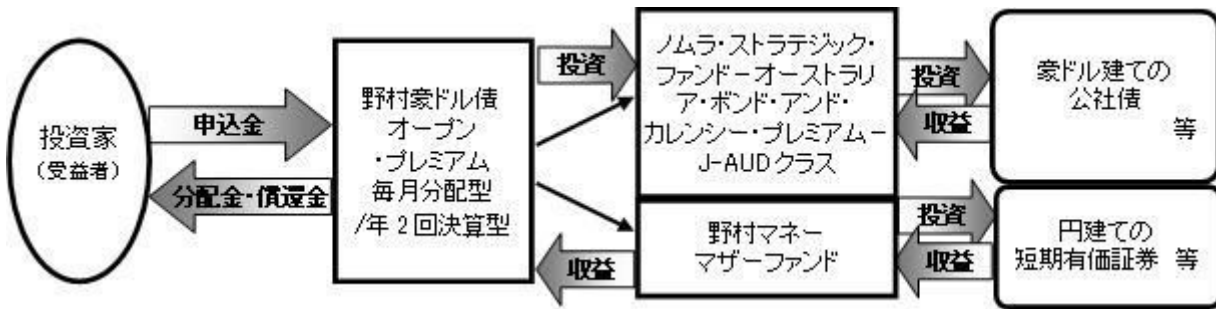 投資家
(受益者)
申込金
分配金・償還金
野村豪ドル債
オープン
・プレミアム
毎月分配型
/年2回決算型
投資
収益
ノムラ・ストラテジック・
ファンドーオーストラリ
ア・ボンド・アンド・
カレンシー・プレミアムー
J-AUDクラス
野村マネー
マザーファンド
投資
収益
豪ドル建ての
公社債
等
投資
収益
円建ての
短期有価証券 等